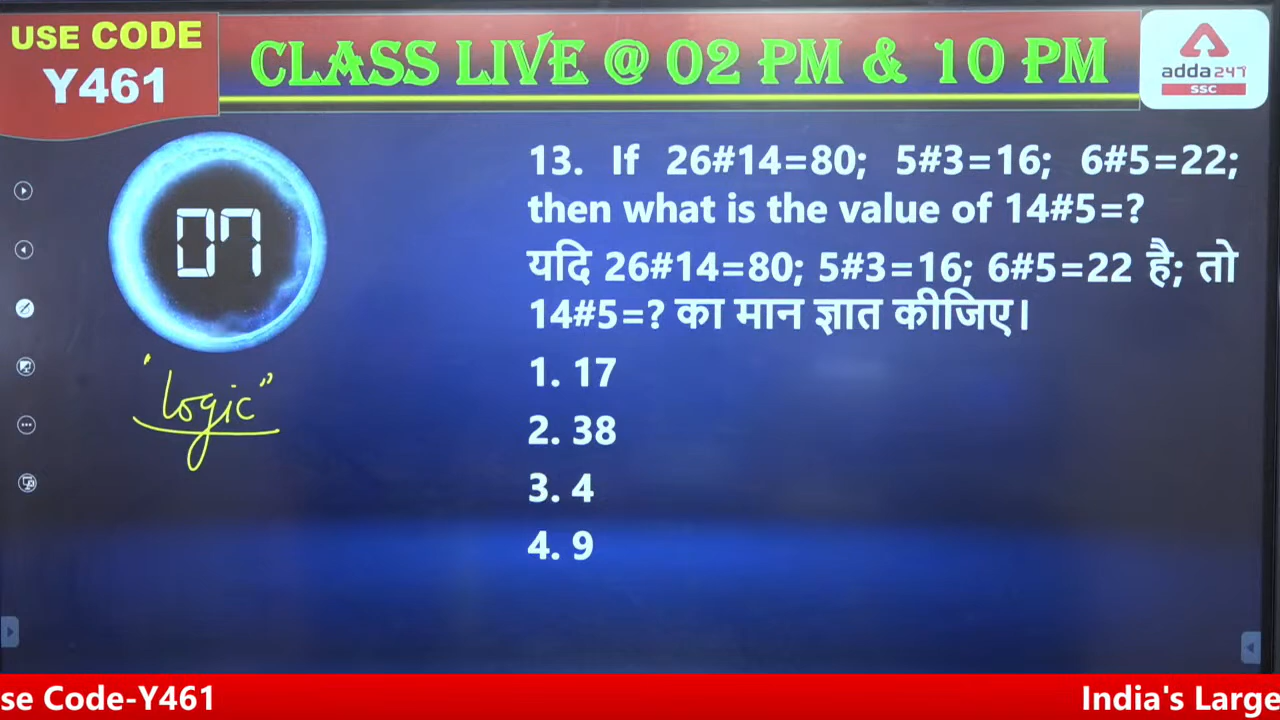 USE CODE
Y461
CLASS LIVE @ 02 PM & 10 PM
adda247
SSC
07
13. If 26#14=80; 5#3=16; 6#5=22;
then what is the value of 14#5=?
यदि 26#14=80; 5#3=16; 6#5=22 है; तो
14#5=? का मान ज्ञात कीजिए।
1. 17
2. 38
3. 4
4. 9
"logic"
se Code-Y461
India's Large